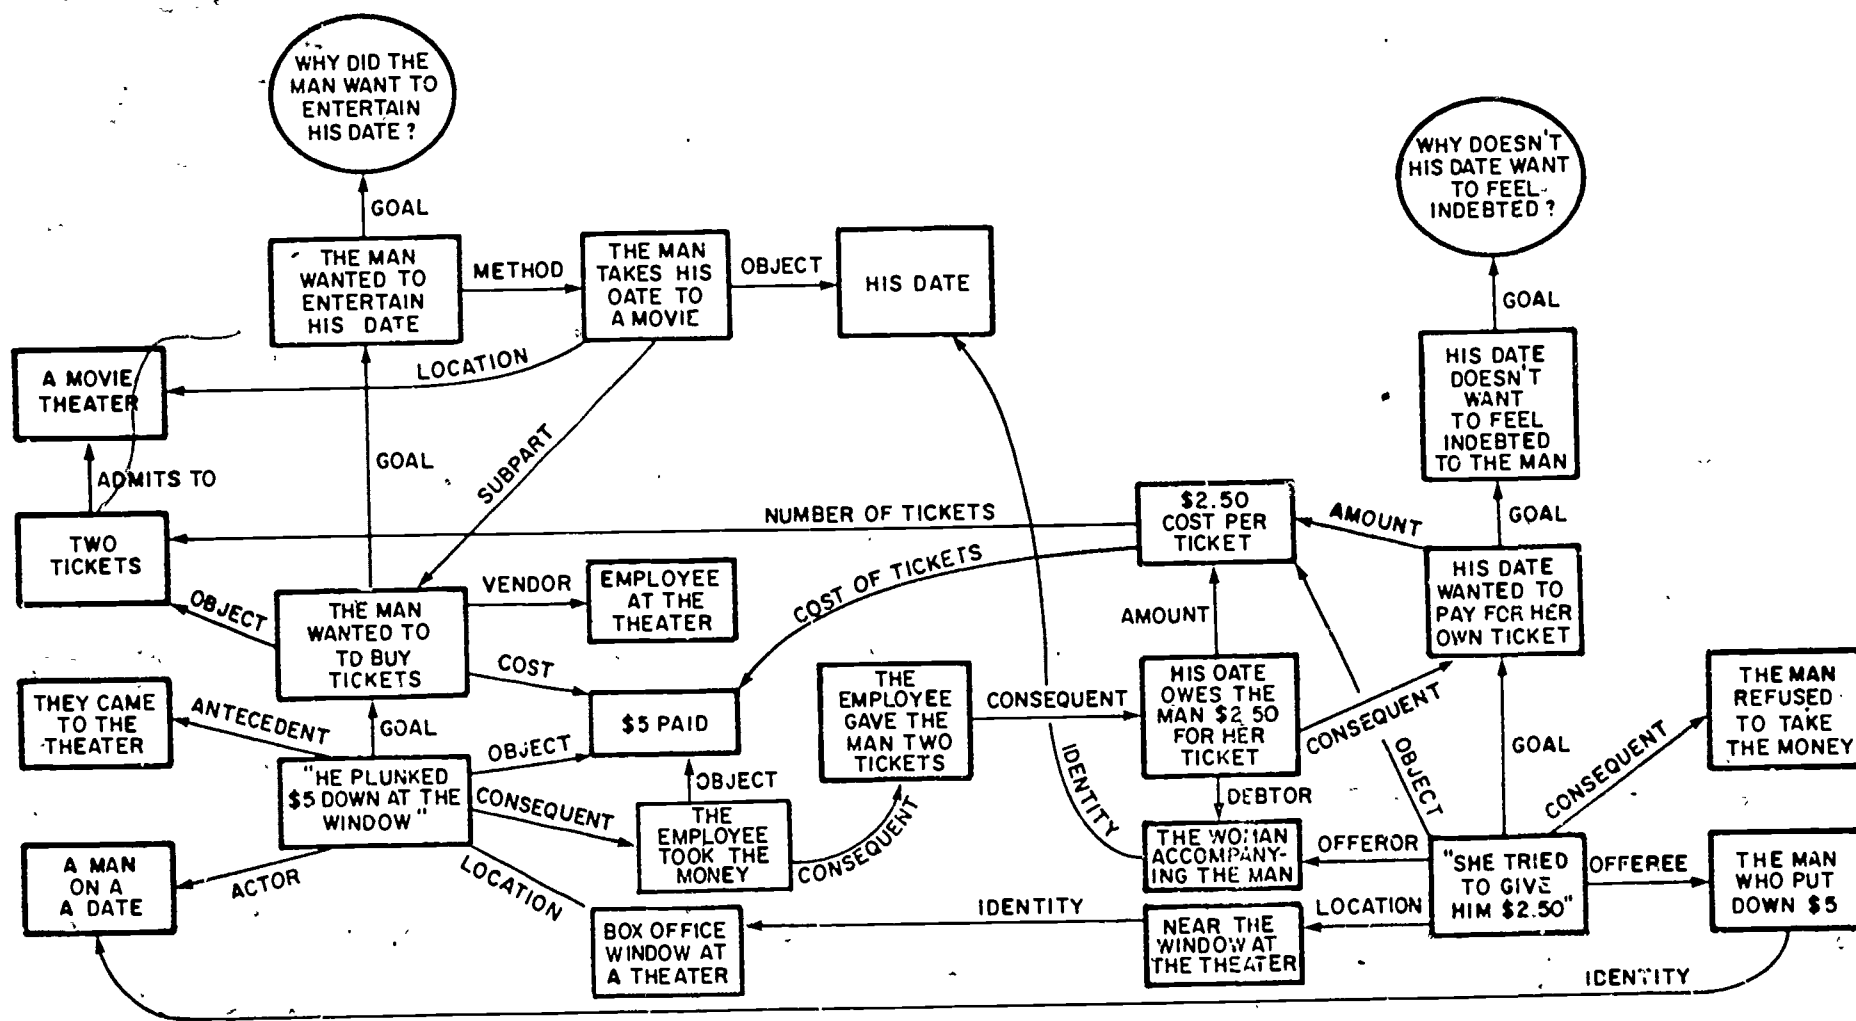 WHY DID THE
MAN WANT TO
ENTERTAIN
HIS DATE?
WHY DOESN'T
HIS DATE WANT
TO FEEL
INDEBTED?
GOAL
THE MAN
WANTED TO
ENTERTAIN
HIS DATE
METHOD
THE MAN
TAKES HIS
OATE TO
A MOVIE
OBJECT
HIS DATE
GOAL
HIS DATE
DOESN'T
WANT
TO FEEL
INDEBTED
TO THE MAN
LOCATION
A MOVIE
THEATER
GOAL
SUBPART
ADMITS TO
TWO
TICKETS
NUMBER OF TICKETS
$2.50
COST PER
TICKET
AMOUNT
GOAL
OBJECT
THE MAN
WANTED TO
TD BUY
TICKETS
VENDOR
EMPLOYEE
AT THE
THEATER
COST OF TICKETS
AMOUNT
HIS DATE
WANTED TO
PAY FOR HER
OWN TICKET
COST
$5 PAID
THEY CAME
TO THE
THEATER
ANTECEDENT
GOAL
OBJECT
THE
EMPLOYEE
GAVE THE
MAN TWO
TICKETS
CONSEQUENT
HIS OATE
OWES THE
MAN $2 50
FOR HER
TICKET
CONSEQUENT
OBJECT
GOAL
CONSEQUENT
THE MAN
REFUSED
TO TAKE
THE MONEY
"HE PLUNKED
$5 DOWN AT THE
WINDOW"
CONSEQUENT
OBJECT
THE
EMPLOYEE
TOOK THE
MONEY
CONSEQUENT
IDENTITY
DEBTOR
THE WOMAN
ACCOMPANY-
ING THE MAN
OFFEROR
"SHE TRIED
TO GIVE
HIM $2.50"
OFFEREE
THE MAN
WHO PUT
DOWN $5
A MAN
ON A
A DATE
ACTOR
LOCATION
BOX OFFICE
WINDOW AT
A THEATER
IDENTITY
NEAR THE
WINDOW AT
THE THEATER
LOCATION
IDENTITY